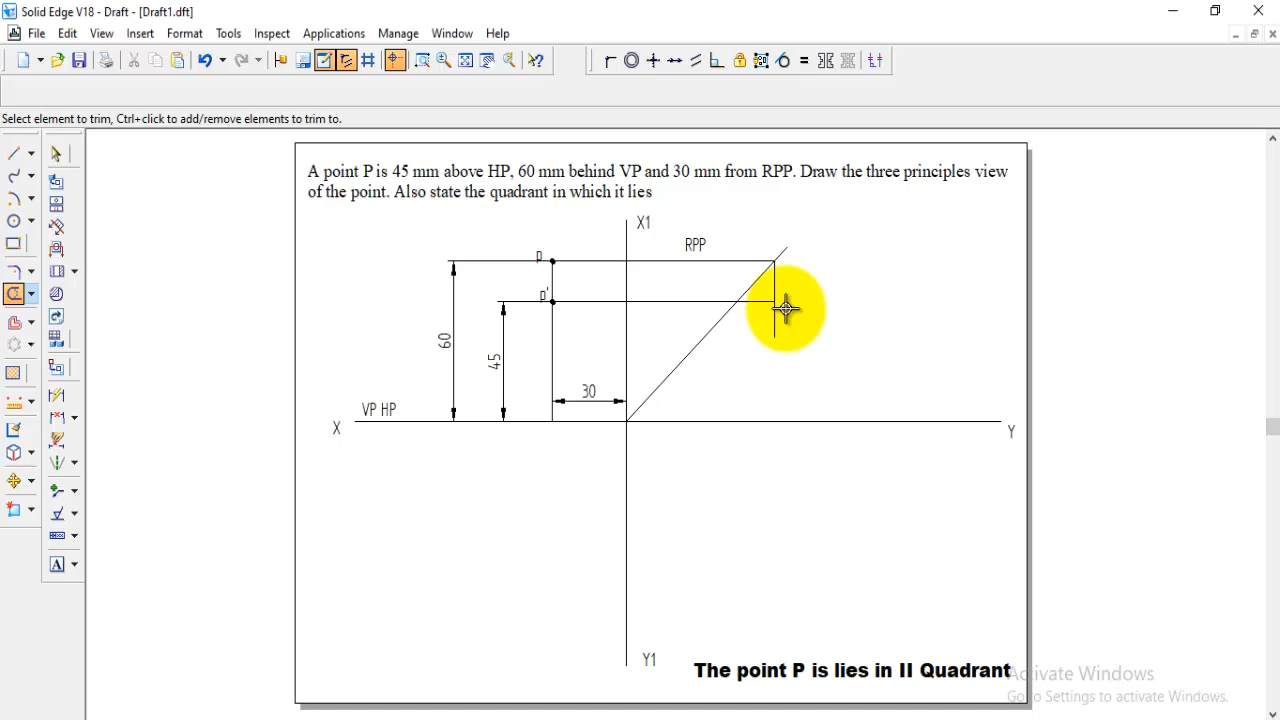 Solid Edge V18 - Draft - [Draft1.dft]
File Edit View Insert Format Tools Inspect Applications Manage Window Help
Select element to trim, Ctrl+click to add/remove elements to trim to.
A point P is 45 mm above HP, 60 mm behind VP and 30 mm from RPP. Draw the three principles view
of the point. Also state the quadrant in which it lies
X1
RPP
p
p'
60
45
30
VP HP
X
Y
Y1
The point P is lies in II Quadrant
Activate Windows
Go to Settings to activate Windows.